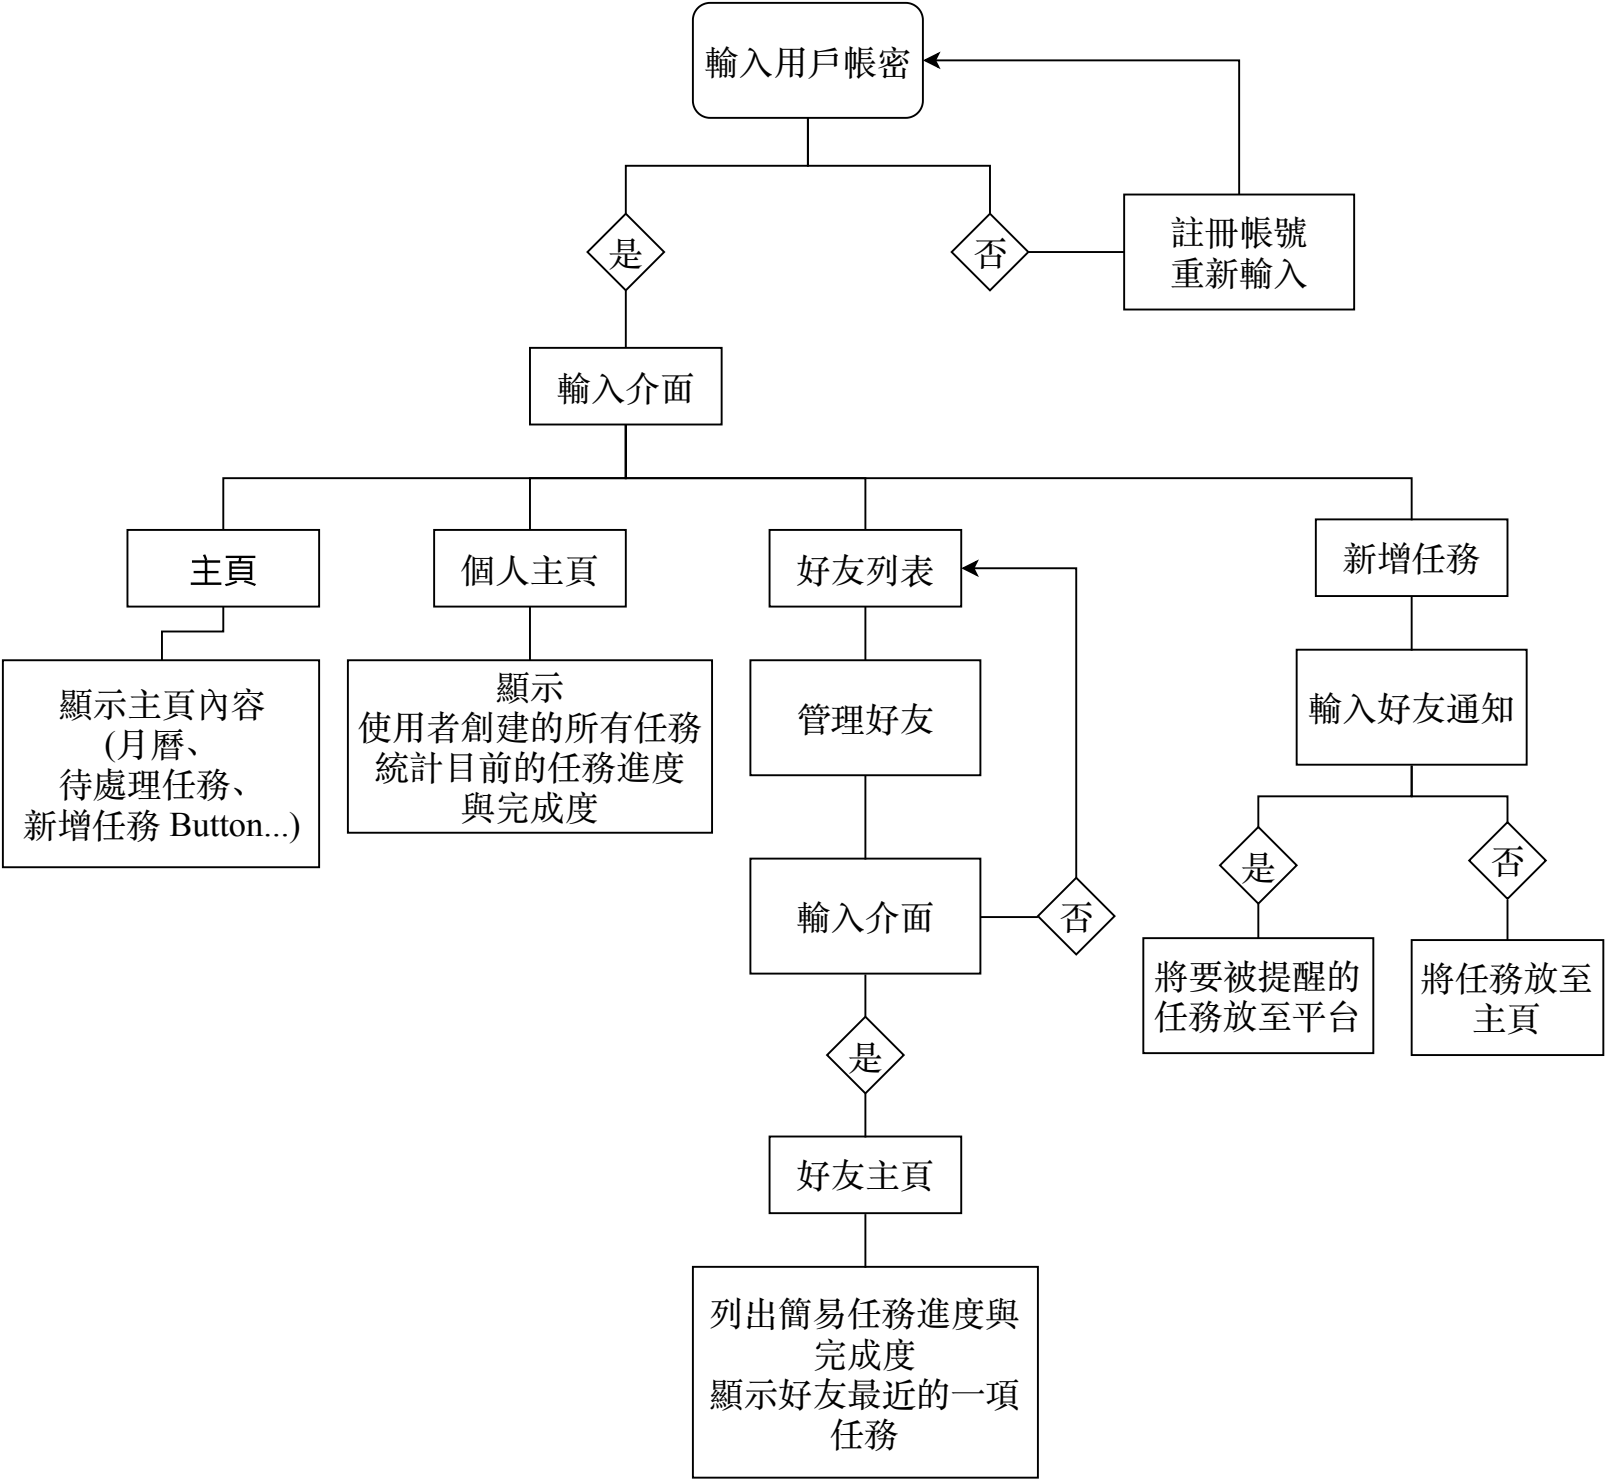 輸入用戶帳密
是
否
註冊帳號
重新輸入
輸入介面
主頁
個人主頁
好友列表
新增任務
顯示主頁內容
(月曆、
待處理任務、
新增任務 Button...)
顯示
使用者創建的所有任務
統計目前的任務進度
與完成度
管理好友
輸入好友通知
是
否
輸入介面
否
將要被提醒的
任務放至平台
將任務放至
主頁
是
好友主頁
列出簡易任務進度與
完成度
顯示好友最近的一項
任務